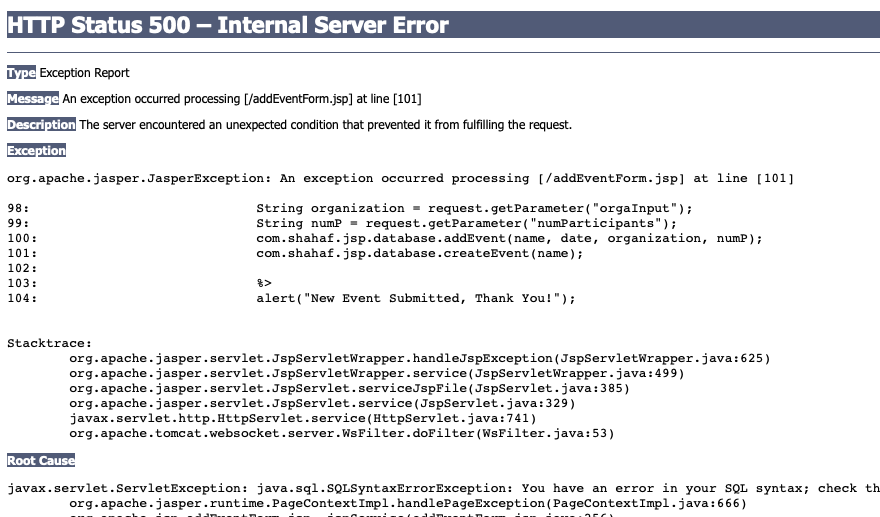 HTTP Status 500 – Internal Server Error
Type Exception Report
Message An exception occurred processing [/addEventForm.jsp] at line [101]
Description The server encountered an unexpected condition that prevented it from fulfilling the request.
Exception
org.apache.jasper.JasperException: An exception occurred processing [/addEventForm.jsp] at line [101]
98: String organization = request.getParameter("orgaInput");
99: String numP = request.getParameter("numParticipants");
100: com.shahaf.jsp.database.addEvent(name, date, organization, numP);
101: com.shahaf.jsp.database.createEvent(name);
102:
103: %>
104: alert("New Event Submitted, Thank You!");
Stacktrace:
org.apache.jasper.servlet.JspServletWrapper.handleJspException(JspServletWrapper.java:625)
org.apache.jasper.servlet.JspServletWrapper.service(JspServletWrapper.java:499)
org.apache.jasper.servlet.JspServlet.serviceJspFile(JspServlet.java:385)
org.apache.jasper.servlet.JspServlet.service(JspServlet.java:329)
javax.servlet.http.HttpServlet.service(HttpServlet.java:741)
org.apache.tomcat.websocket.server.WsFilter.doFilter(WsFilter.java:53)
Root Cause
javax.servlet.ServletException: java.sql.SQLSyntaxErrorException: You have an error in your SQL syntax; check th
org.apache.jasper.runtime.PageContextImpl.handlePageException(PageContextImpl.java:666)